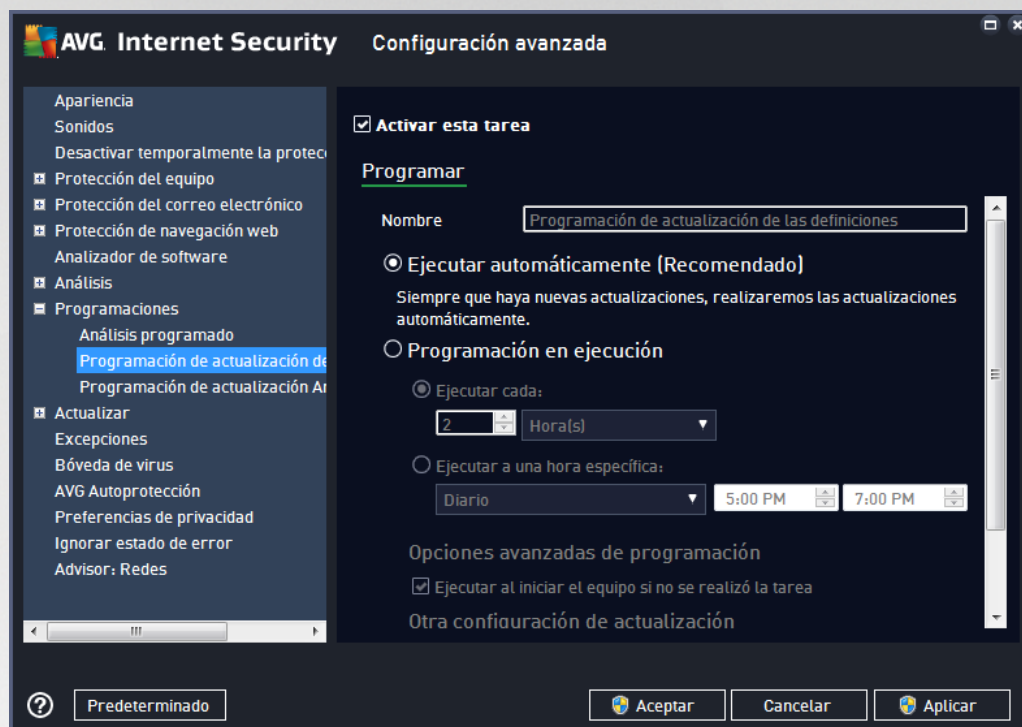 AVG Internet Security
Configuración avanzada
Apariencia
Sonidos
Desactivar temporalmente la protec
Protección del equipo
Protección del correo electrónico
Protección de navegación web
Analizador de software
Análisis
Programaciones
Análisis programado
Programación de actualización de
Programación de actualización An
Actualizar
Excepciones
Bóveda de virus
AVG Autoprotección
Preferencias de privacidad
Ignorar estado de error
Advisor: Redes
Activar esta tarea
Programar
Nombre
Programación de actualización de las definiciones
Ejecutar automáticamente (Recomendado)
Siempre que haya nuevas actualizaciones, realizaremos las actualizaciones
automáticamente.
Programación en ejecución
Ejecutar cada:
2
Hora(s)
Ejecutar a una hora específica:
Diario
5:00 PM
7:00 PM
Opciones avanzadas de programación
Ejecutar al iniciar el equipo si no se realizó la tarea
Otra configuración de actualización
?
Predeterminado
Aceptar
Cancelar
Aplicar